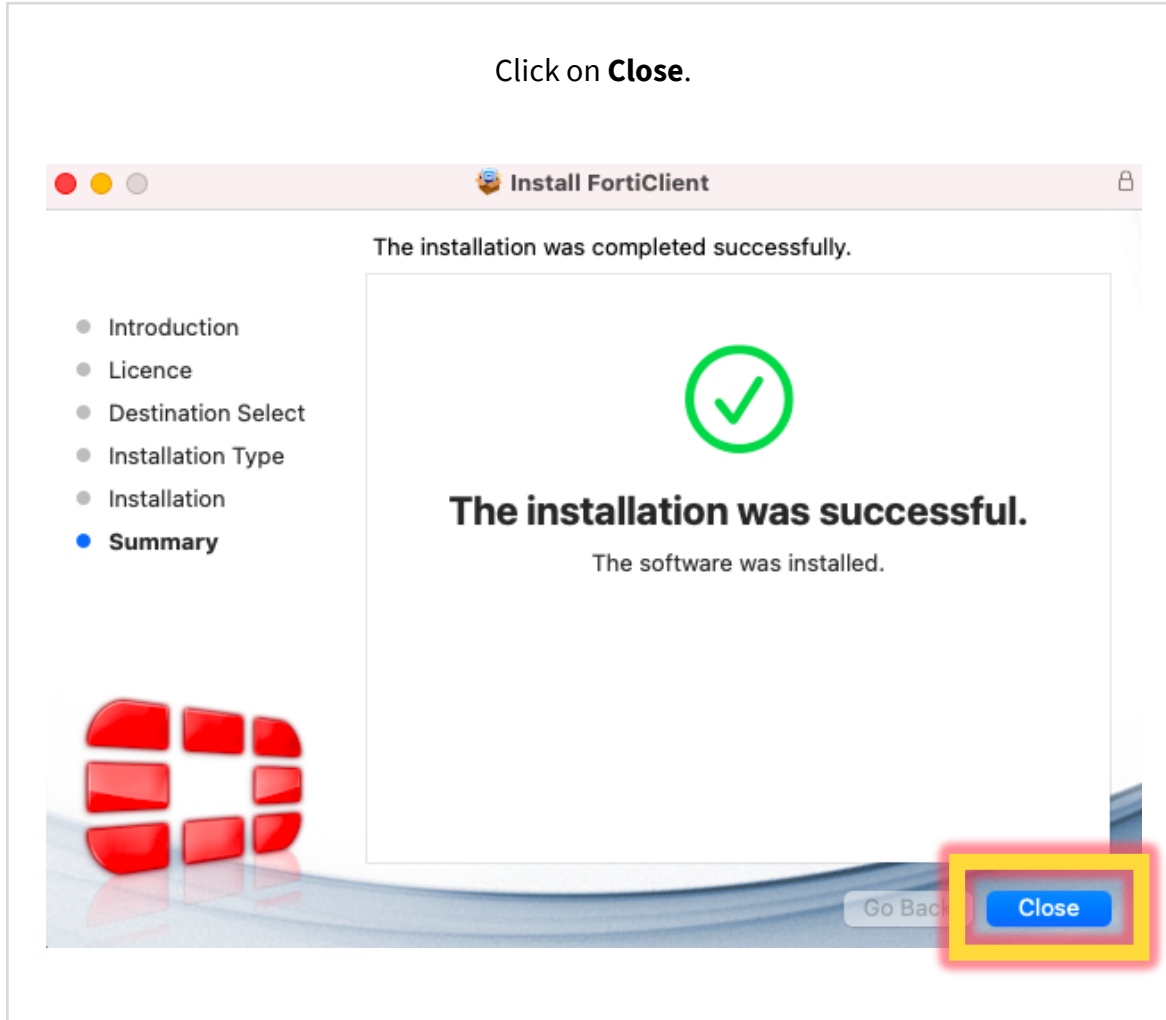 Click on Close.
Install FortiClient
The installation was completed successfully.
Introduction
Licence
Destination Select
Installation Type
Installation
Summary
The installation was successful.
The software was installed.
Go Back
Close